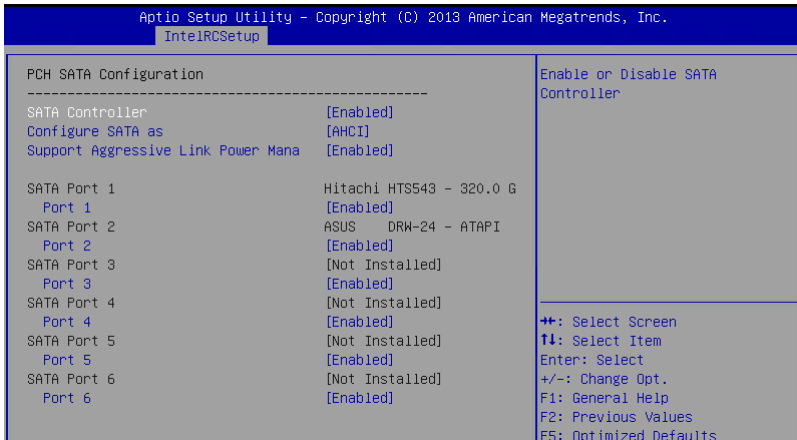 Aptio Setup Utility – Copyright (C) 2013 American Megatrends, Inc.
IntelRCSetup
PCH SATA Configuration
--------------------------------------------------
SATA Controller [Enabled]
Configure SATA as [AHCI]
Support Aggressive Link Power Mana [Enabled]
SATA Port 1 Hitachi HTS543 - 320.0 G
Port 1 [Enabled]
SATA Port 2 ASUS DRW-24 - ATAPI
Port 2 [Enabled]
SATA Port 3 [Not Installed]
Port 3 [Enabled]
SATA Port 4 [Not Installed]
Port 4 [Enabled]
SATA Port 5 [Not Installed]
Port 5 [Enabled]
SATA Port 6 [Not Installed]
Port 6 [Enabled]
Enable or Disable SATA
Controller
→←: Select Screen
↑↓: Select Item
Enter: Select
+/-: Change Opt.
F1: General Help
F2: Previous Values
F5: Optimized Defaults